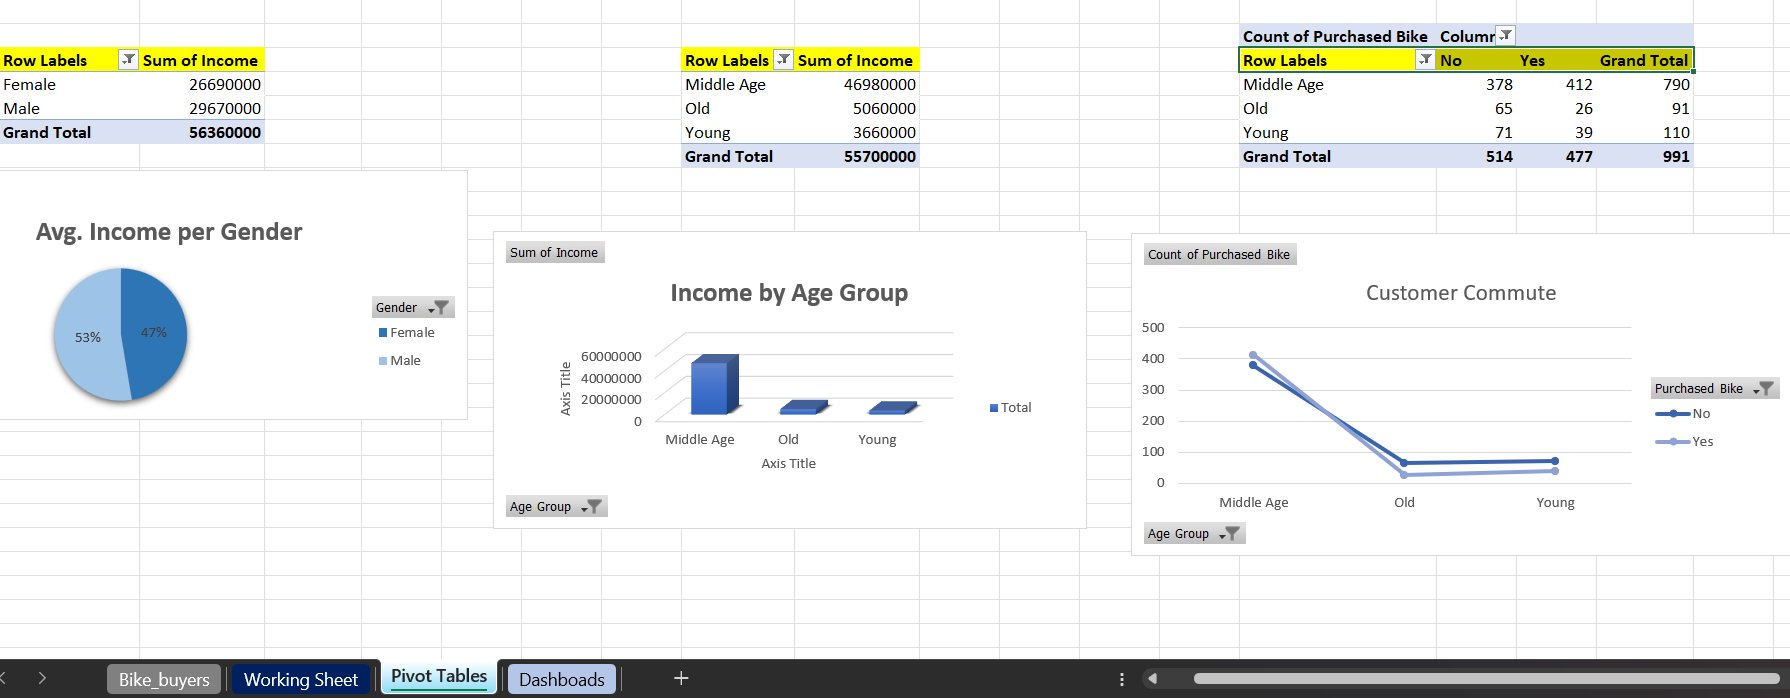 Row Labels Sum of Income
Female 26690000
Male 29670000
Grand Total 56360000
Row Labels Sum of Income
Middle Age 46980000
Old 5060000
Young 3660000
Grand Total 55700000
Count of Purchased Bike Column
Row Labels No Yes Grand Total
Middle Age 378 412 790
Old 65 26 91
Young 71 39 110
Grand Total 514 477 991
Avg. Income per Gender
53% 47%
Gender
Female
Male
Sum of Income
Income by Age Group
Axis Title
60000000
40000000
20000000
0
Middle Age Old Young
Axis Title
Total
Age Group
Count of Purchased Bike
Customer Commute
500
400
300
200
100
0
Middle Age Old Young
Purchased Bike
No
Yes
Age Group
Bike_buyers Working Sheet Pivot Tables Dashboads +